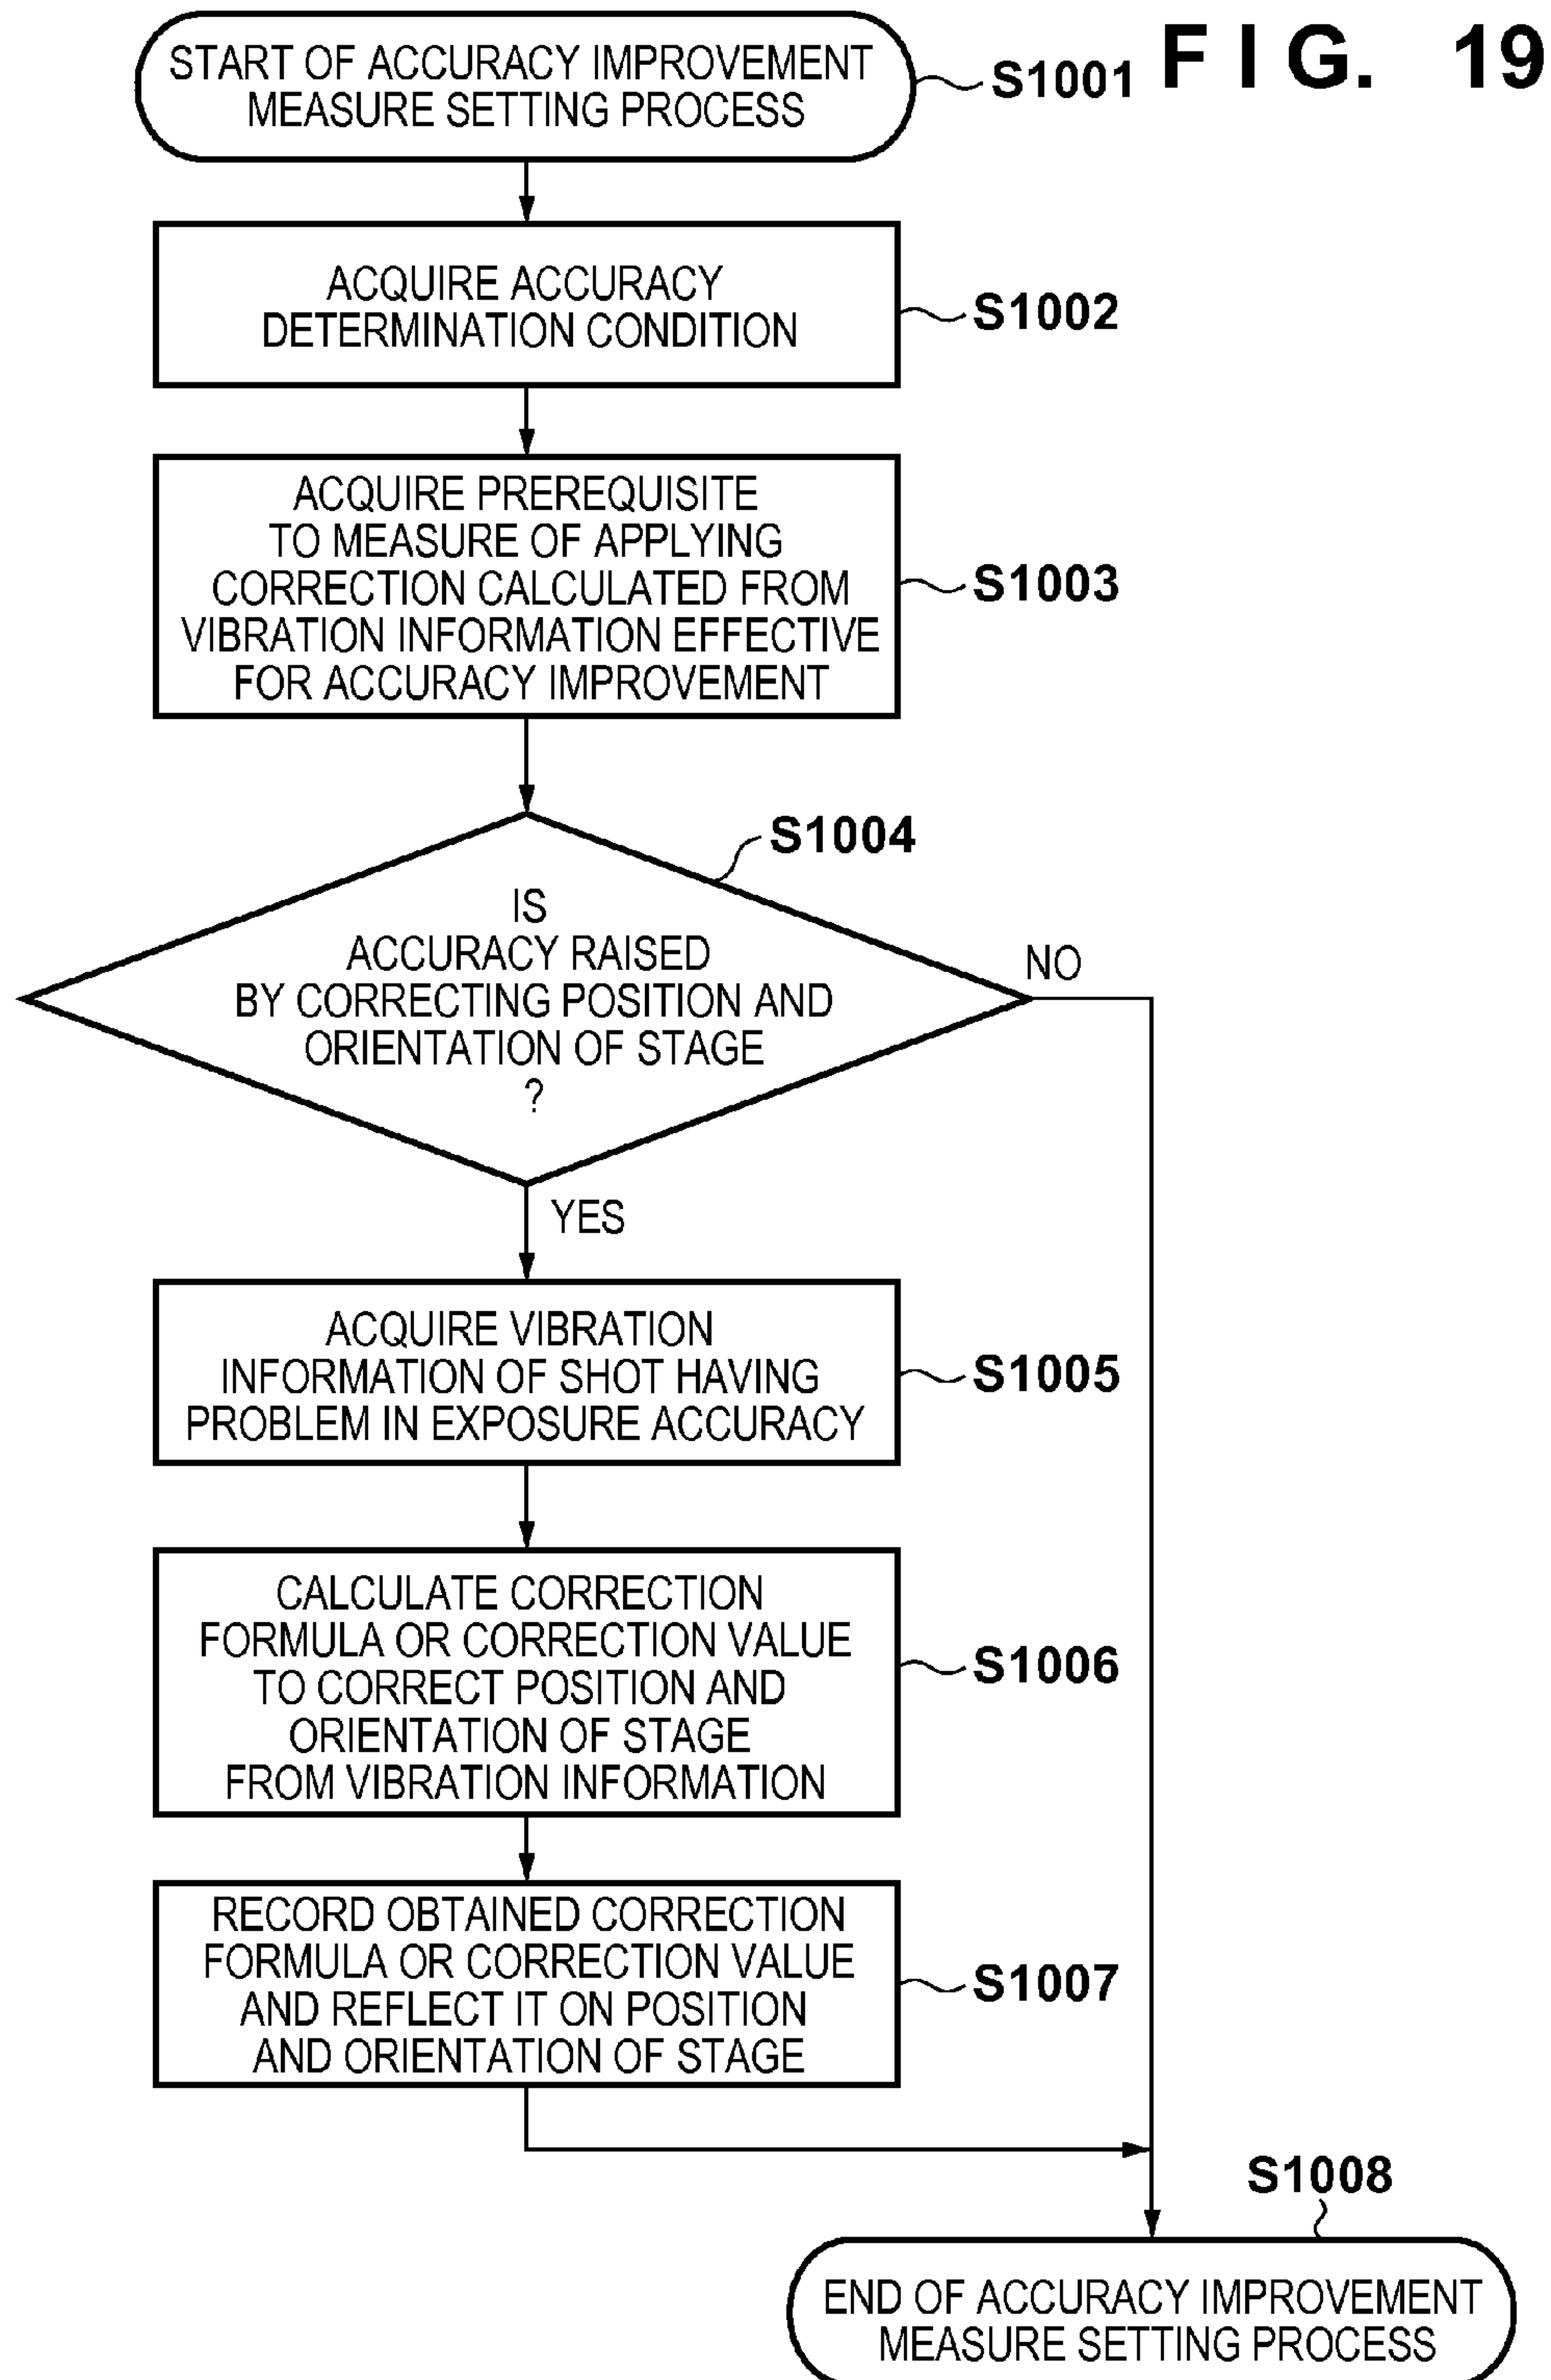 FIG. 19
START OF ACCURACY IMPROVEMENT
MEASURE SETTING PROCESS
S1001
ACQUIRE ACCURACY
DETERMINATION CONDITION
S1002
ACQUIRE PREREQUISITE
TO MEASURE OF APPLYING
CORRECTION CALCULATED FROM
VIBRATION INFORMATION EFFECTIVE
FOR ACCURACY IMPROVEMENT
S1003
S1004
IS
ACCURACY RAISED
BY CORRECTING POSITION AND
ORIENTATION OF STAGE
?
NO
YES
ACQUIRE VIBRATION
INFORMATION OF SHOT HAVING
PROBLEM IN EXPOSURE ACCURACY
S1005
CALCULATE CORRECTION
FORMULA OR CORRECTION VALUE
TO CORRECT POSITION AND
ORIENTATION OF STAGE
FROM VIBRATION INFORMATION
S1006
RECORD OBTAINED CORRECTION
FORMULA OR CORRECTION VALUE
AND REFLECT IT ON POSITION
AND ORIENTATION OF STAGE
S1007
S1008
END OF ACCURACY IMPROVEMENT
MEASURE SETTING PROCESS